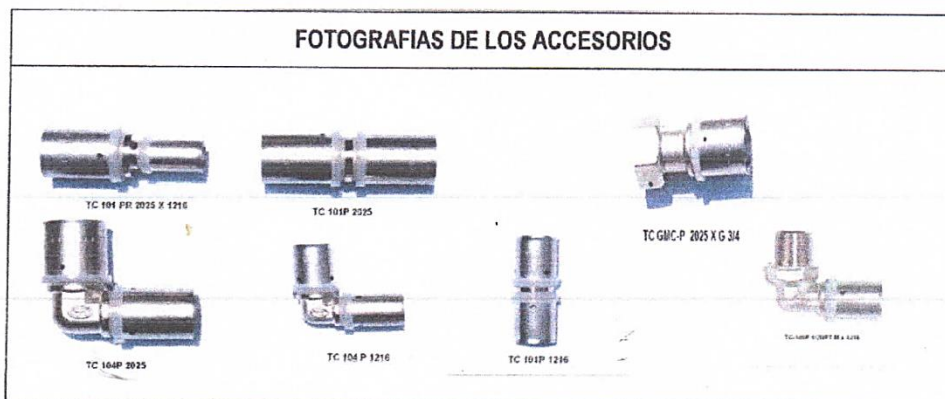 FOTOGRAFIAS DE LOS ACCESORIOS
TC 101 PR 2025 X 1216
TC 101P 2025
TC GMC-P 2025 X G 3/4
TC 104P 2025
TC 104 P 1216
TC 101P 1216